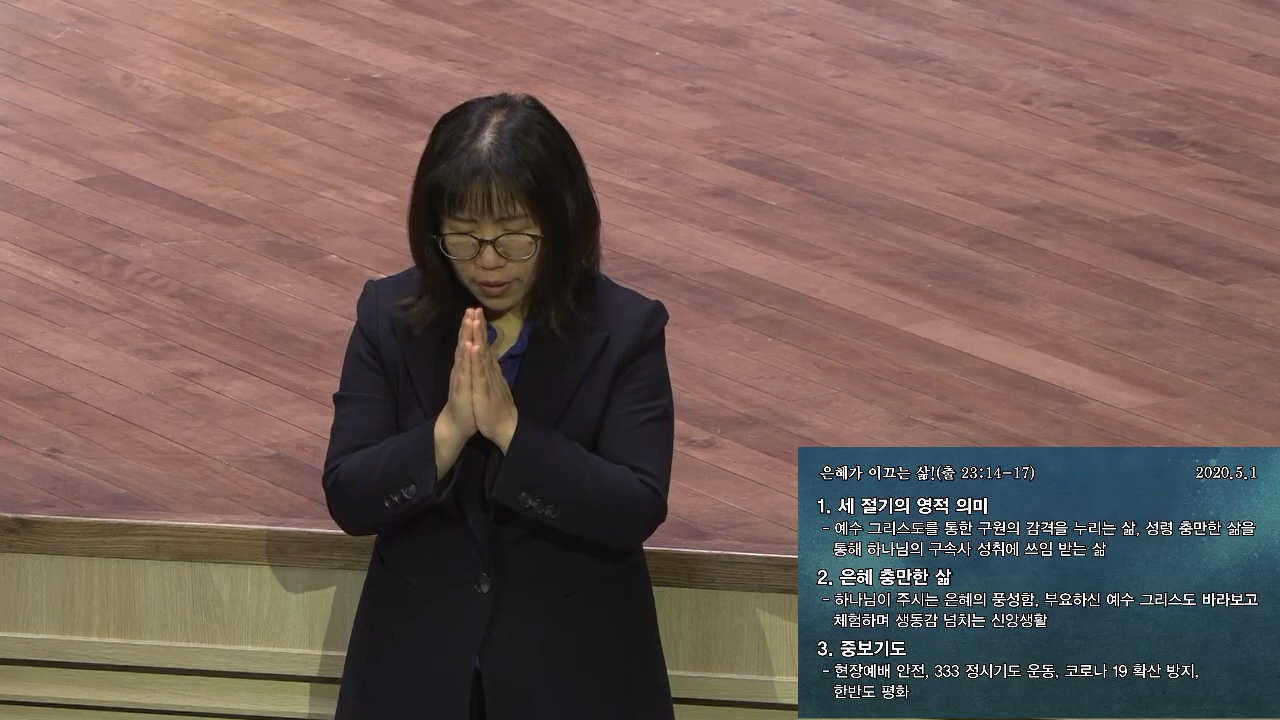 은혜가 이끄는 삶!(출 23:14-17) 2020.5.1
1. 세 절기의 영적 의미
- 예수 그리스도를 통한 구원의 감격을 누리는 삶, 성령 충만한 삶을
통해 하나님의 구속사 성취에 쓰임 받는 삶
2. 은혜 충만한 삶
- 하나님이 주시는 은혜의 풍성함, 부요하신 예수 그리스도 바라보고
체험하며 생동감 넘치는 신앙생활
3. 중보기도
- 현장예배 안전, 333 정시기도 운동, 코로나 19 확산 방지,
한반도 평화